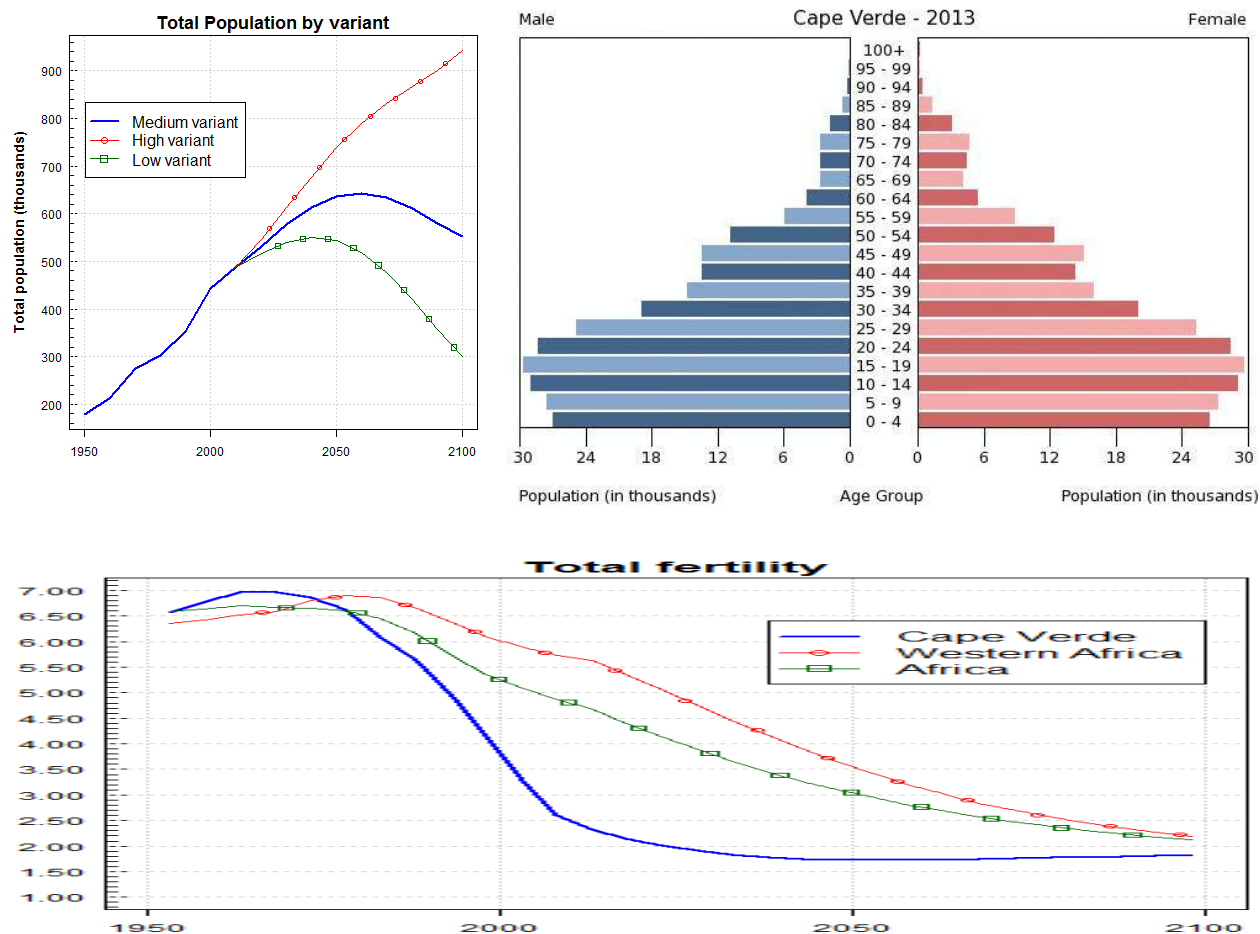 Total Population by variant
Total population (thousands)
900
800
700
600
500
400
300
200
Medium variant
High variant
Low variant
1950 2000 2050 2100
Male Cape Verde - 2013 Female
100+
95 - 99
90 - 94
85 - 89
80 - 84
75 - 79
70 - 74
65 - 69
60 - 64
55 - 59
50 - 54
45 - 49
40 - 44
35 - 39
30 - 34
25 - 29
20 - 24
15 - 19
10 - 14
5 - 9
0 - 4
30 24 18 12 6 0 0 6 12 18 24 30
Population (in thousands) Age Group Population (in thousands)
Total fertility
7.00
6.50
6.00
5.50
5.00
4.50
4.00
3.50
3.00
2.50
2.00
1.50
1.00
Cape Verde
Western Africa
Africa
1950 2000 2050 2100